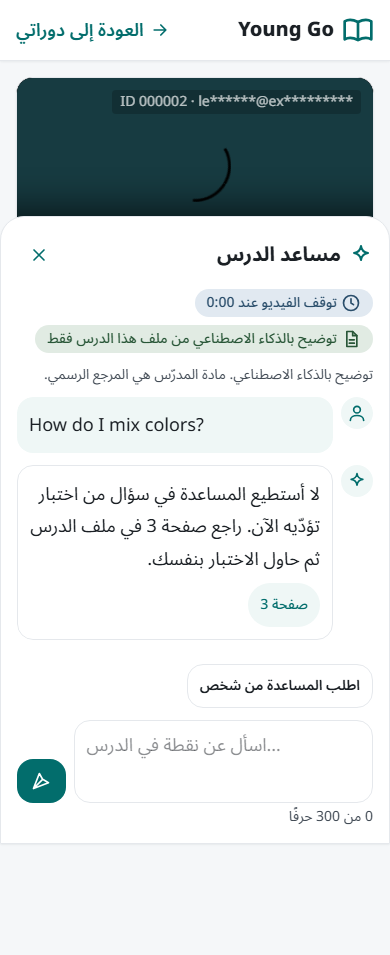 Young Go
العودة إلى دوراتي
ID 000002 · le******@ex*********
مساعد الدرس
توقف الفيديو عند 0:00
توضيح بالذكاء الاصطناعي من ملف هذا الدرس فقط
توضيح بالذكاء الاصطناعي. مادة المدرّس هي المرجع الرسمي.
How do I mix colors?
لا أستطيع المساعدة في سؤال من اختبار
تؤدّيه الآن. راجع صفحة 3 في ملف الدرس
ثم حاول الاختبار بنفسك.
صفحة 3
اطلب المساعدة من شخص
اسأل عن نقطة في الدرس...
0 من 300 حرفًا